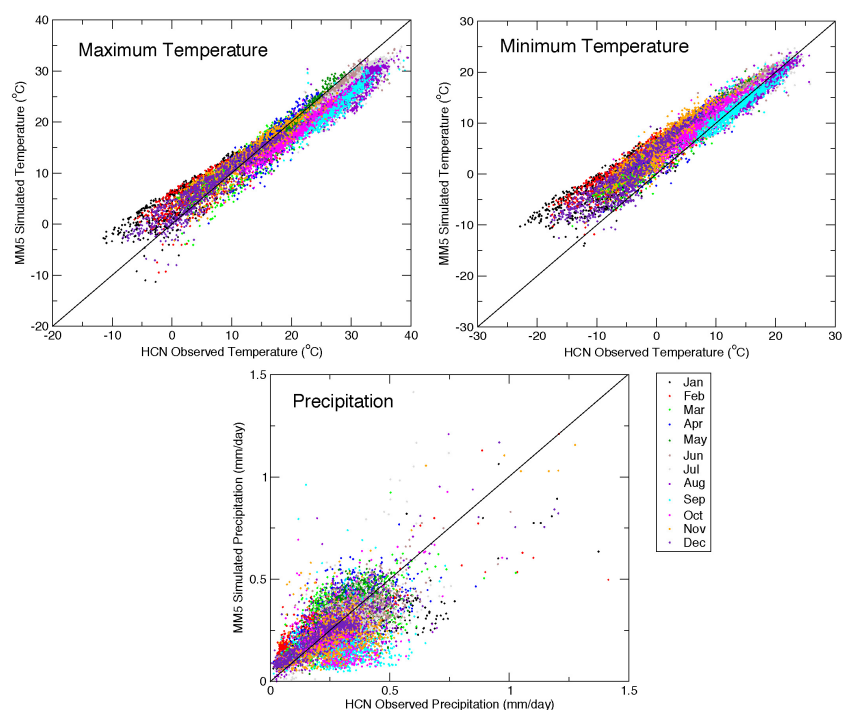 Maximum Temperature
MM5 Simulated Temperature (°C)
40
30
20
10
0
-10
-20
-20
-10
0
10
20
30
40
HCN Observed Temperature (°C)
Minimum Temperature
MM5 Simulated Temperature (°C)
30
20
10
0
-10
-20
-30
-30
-20
-10
0
10
20
30
HCN Observed Temperature (°C)
Precipitation
MM5 Simulated Precipitation (mm/day)
1.5
1
0.5
0
0
0.5
1
1.5
HCN Observed Precipitation (mm/day)
Jan
Feb
Mar
Apr
May
Jun
Jul
Aug
Sep
Oct
Nov
Dec